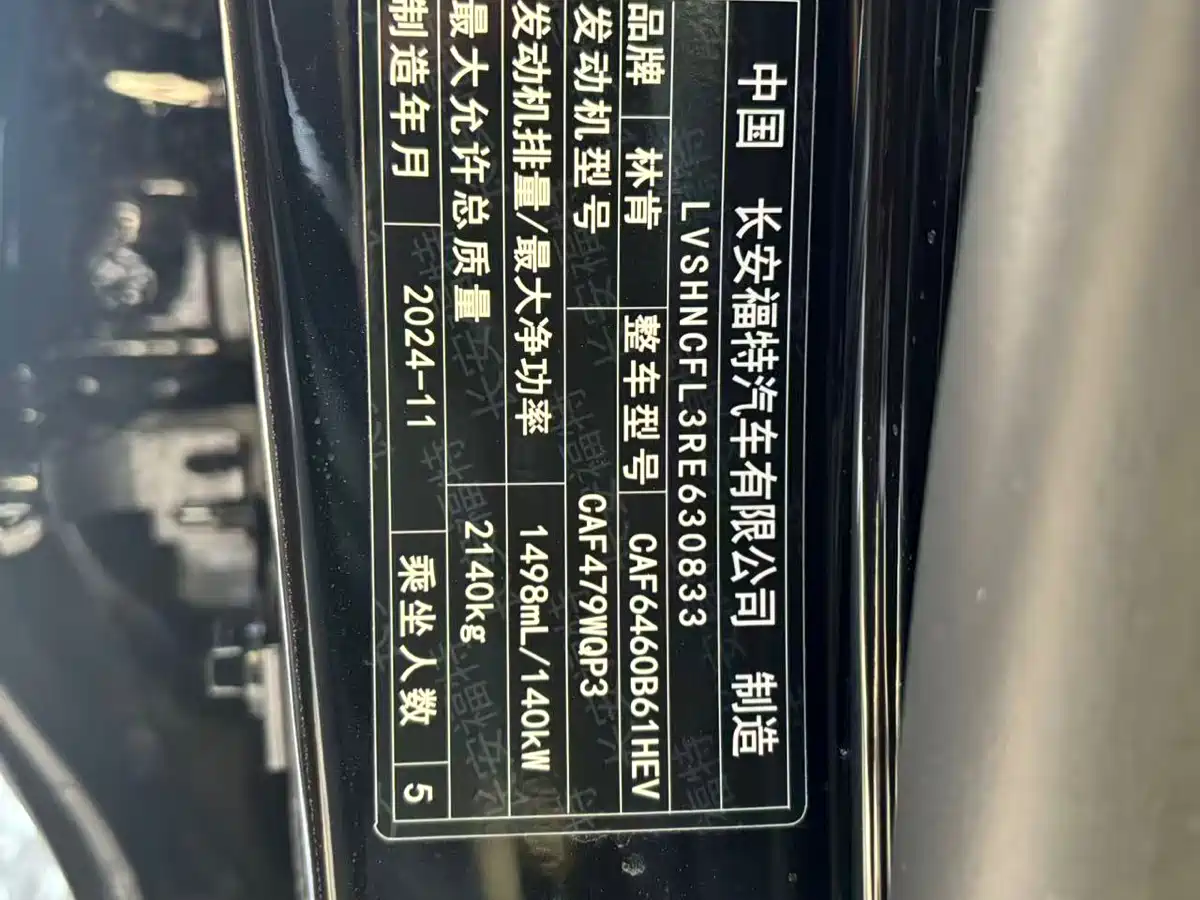 中国 长安福特汽车有限公司 制造
LVSHNCFL3RE630833
品牌 林肯 整车型号 CAF6460B61HEV
发动机型号 CAF479WQP3
发动机排量/最大净功率 1498mL/140kW
最大允许总质量 2140kg
制造年月 2024-11 乘坐人数 5